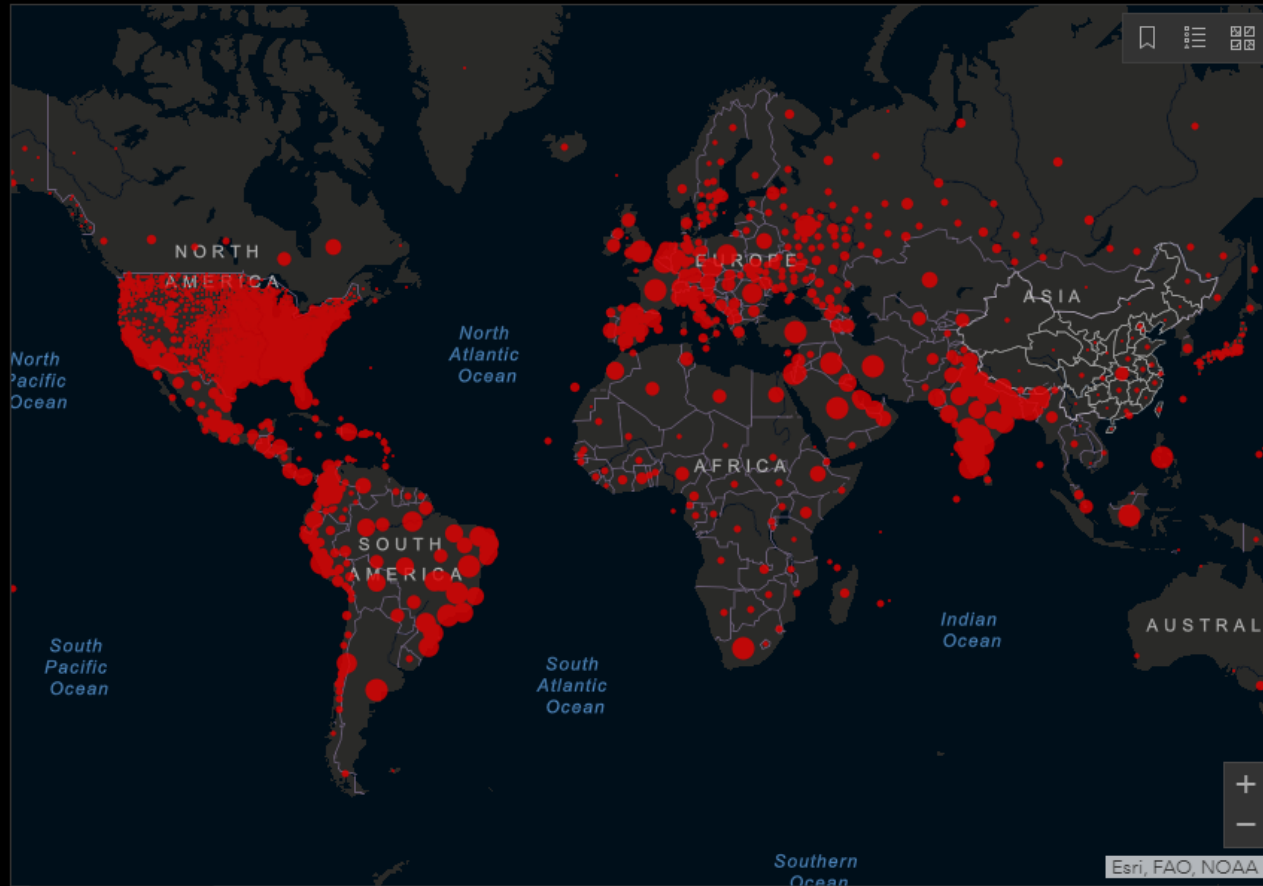 NORTH
AMERICA
EUROPE
ASIA
North
Pacific
Ocean
North
Atlantic
Ocean
AFRICA
SOUTH
AMERICA
South
Pacific
Ocean
South
Atlantic
Ocean
Indian
Ocean
AUSTRAL
Southern
Ocean
+
−
Esri, FAO, NOAA